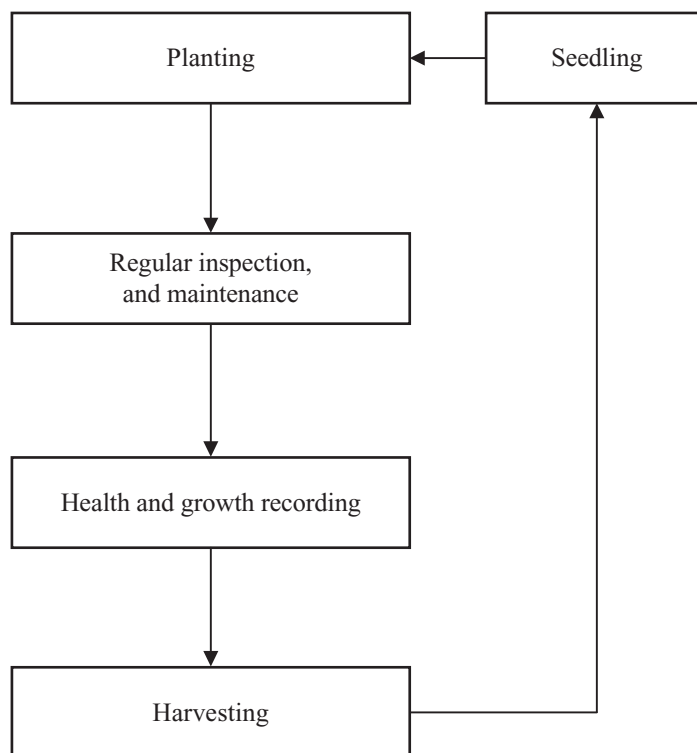 Planting
Seedling
Regular inspection,
and maintenance
Health and growth recording
Harvesting